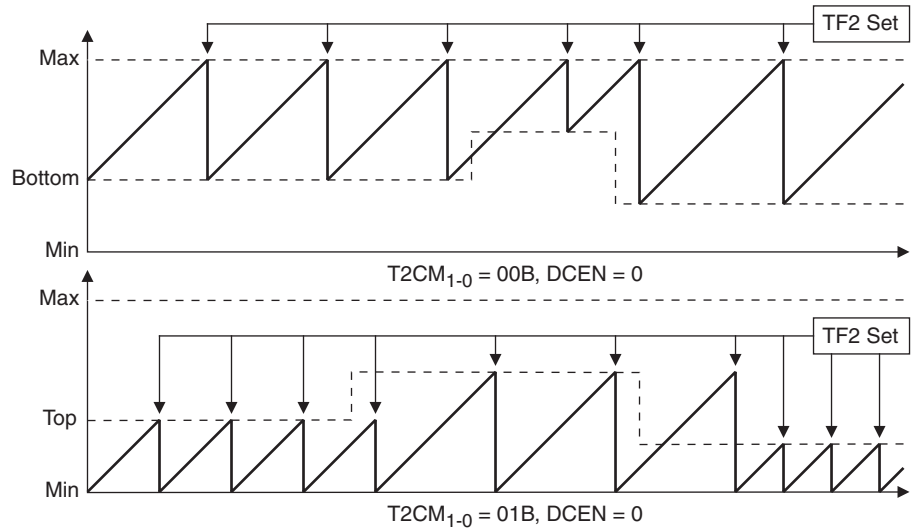 TF2 Set
Max
Bottom
Min
T2CM1-0 = 00B, DCEN = 0
Max
TF2 Set
Top
Min
T2CM1-0 = 01B, DCEN = 0